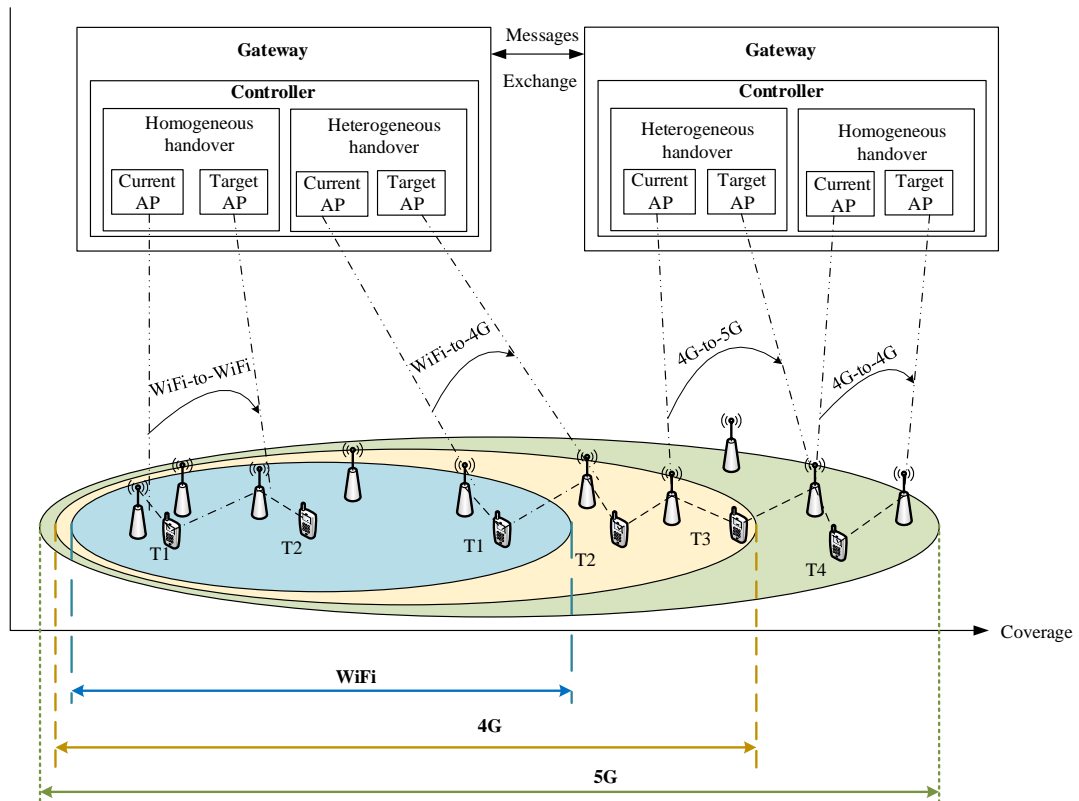 Messages
Exchange
Gateway
Controller
Homogeneous
handover
Current
AP
Target
AP
Heterogeneous
handover
Current
AP
Target
AP
Gateway
Controller
Heterogeneous
handover
Current
AP
Target
AP
Homogeneous
handover
Current
AP
Target
AP
WiFi-to-WiFi
WiFi-to-4G
4G-to-5G
4G-to-4G
T1
T2
T1
T2
T3
T4
Coverage
WiFi
4G
5G